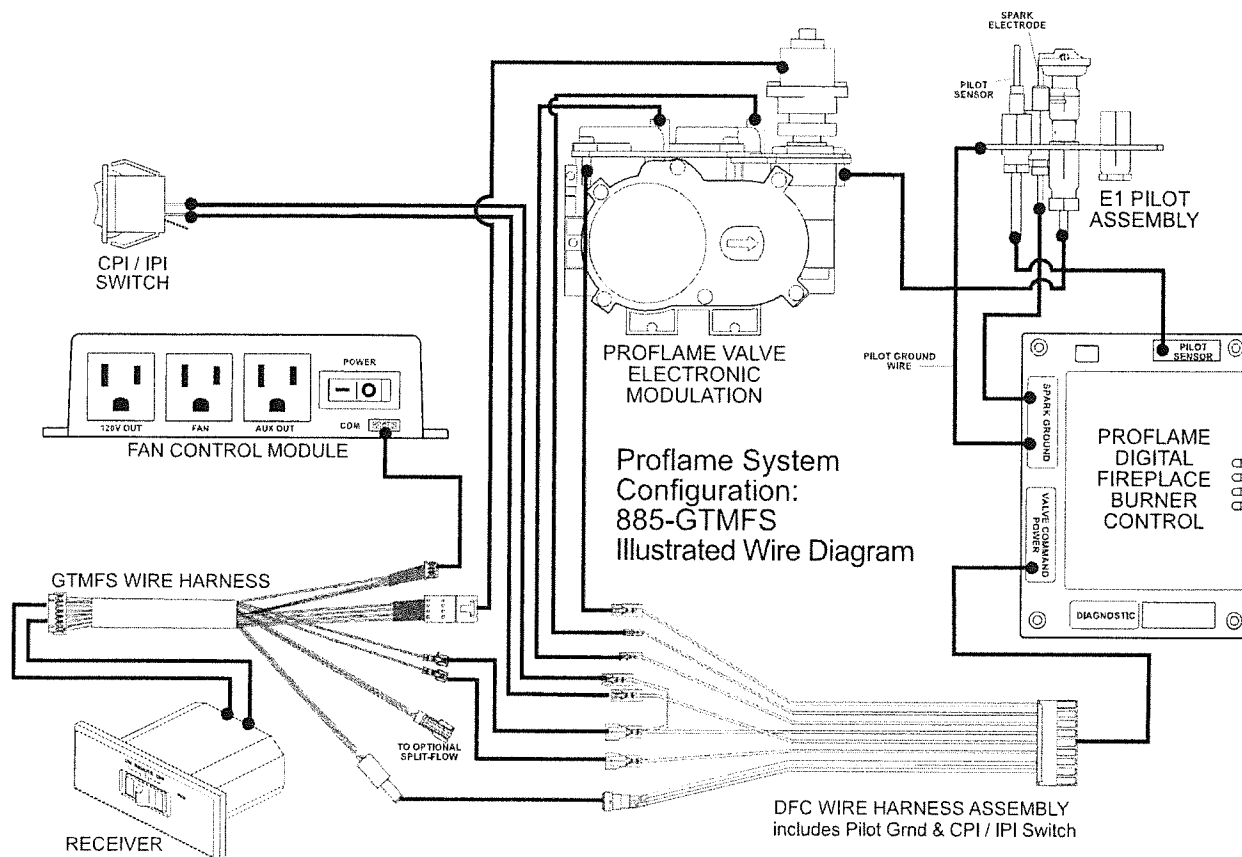 SPARK
ELECTRODE
PILOT
SENSOR
E1 PILOT
ASSEMBLY
CPI / IPI
SWITCH
PROFLAME VALVE
ELECTRONIC
MODULATION
PILOT GROUND
WIRE
PILOT
SENSOR
SPARK GROUND
VALVE COMMAND
POWER
PROFLAME
DIGITAL
FIREPLACE
BURNER
CONTROL
DIAGNOSTIC
POWER
120V OUT
FAN
AUX OUT
COM
FAN CONTROL MODULE
Proflame System
Configuration:
885-GTMFS
Illustrated Wire Diagram
GTMFS WIRE HARNESS
TO OPTIONAL
SPLIT-FLOW
RECEIVER
DFC WIRE HARNESS ASSEMBLY
includes Pilot Grnd & CPI / IPI Switch